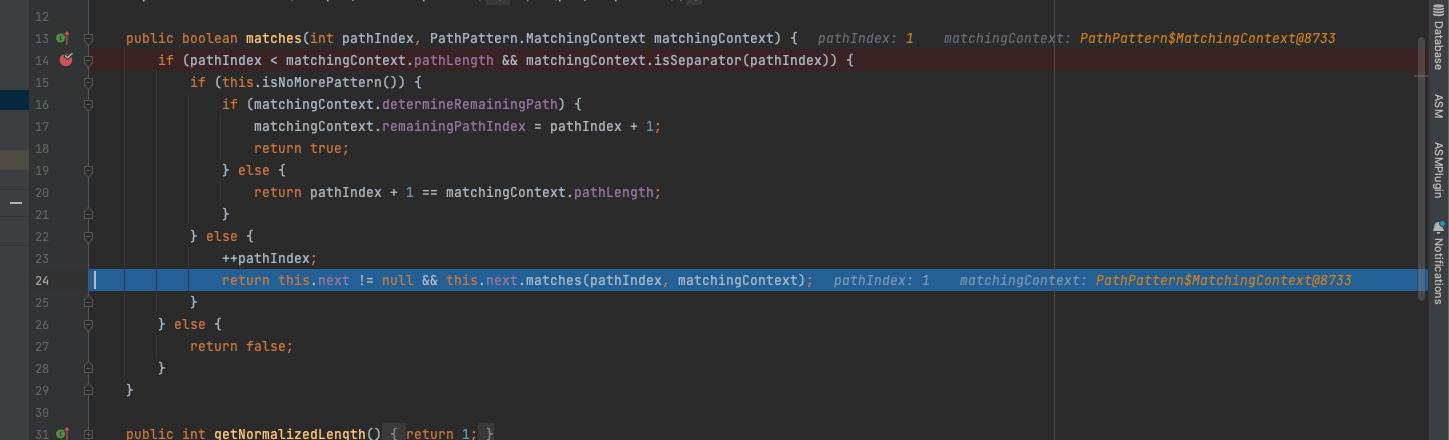 12
13 public boolean matches(int pathIndex, PathPattern.MatchingContext matchingContext) { pathIndex: 1 matchingContext: PathPattern$MatchingContext@8733
14 if (pathIndex < matchingContext.pathLength && matchingContext.isSeparator(pathIndex)) {
15 if (this.isNoMorePattern()) {
16 if (matchingContext.determineRemainingPath) {
17 matchingContext.remainingPathIndex = pathIndex + 1;
18 return true;
19 } else {
20 return pathIndex + 1 == matchingContext.pathLength;
21 }
22 } else {
23 ++pathIndex;
24 return this.next != null && this.next.matches(pathIndex, matchingContext); pathIndex: 1 matchingContext: PathPattern$MatchingContext@8733
25 }
26 } else {
27 return false;
28 }
29 }
30
31 public int getNormalizedLength() { return 1; }
Database
ASM
ASMPlugin
Notifications